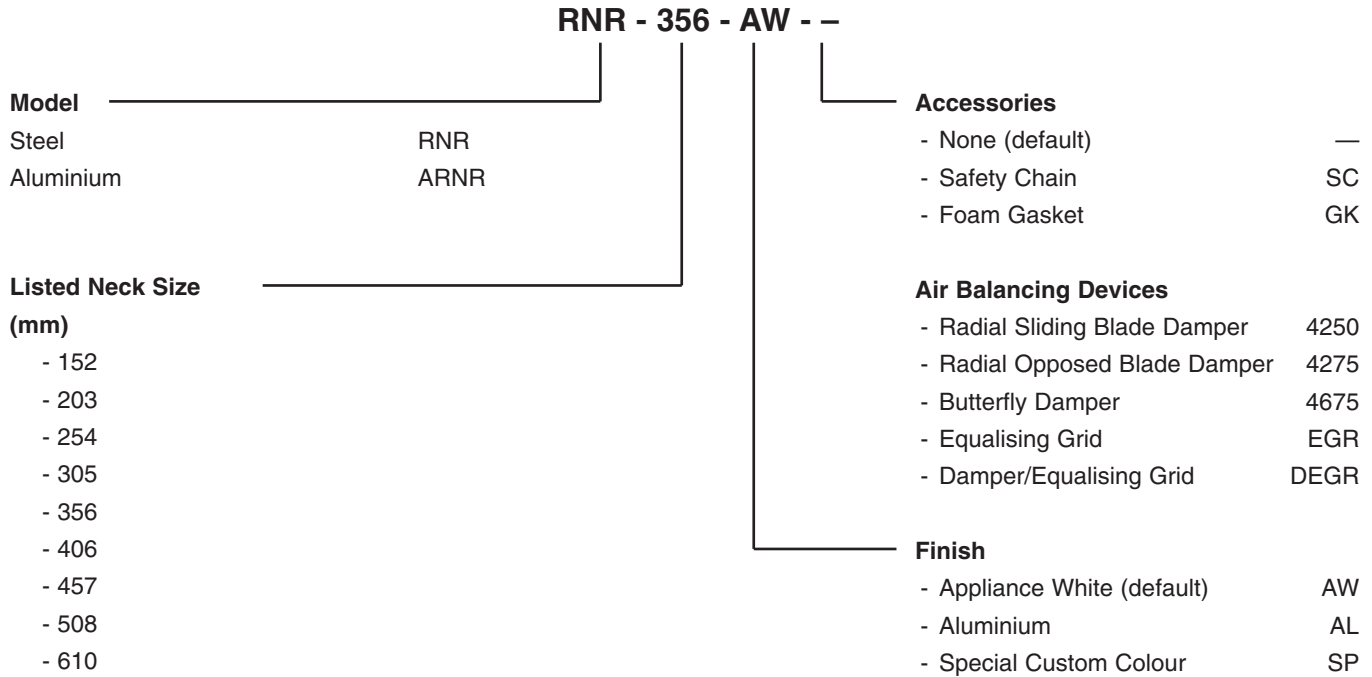 RNR - 356 - AW - –
Model
Steel RNR
Aluminium ARNR
Listed Neck Size
(mm)
- 152
- 203
- 254
- 305
- 356
- 406
- 457
- 508
- 610
Accessories
- None (default) —
- Safety Chain SC
- Foam Gasket GK
Air Balancing Devices
- Radial Sliding Blade Damper 4250
- Radial Opposed Blade Damper 4275
- Butterfly Damper 4675
- Equalising Grid EGR
- Damper/Equalising Grid DEGR
Finish
- Appliance White (default) AW
- Aluminium AL
- Special Custom Colour SP